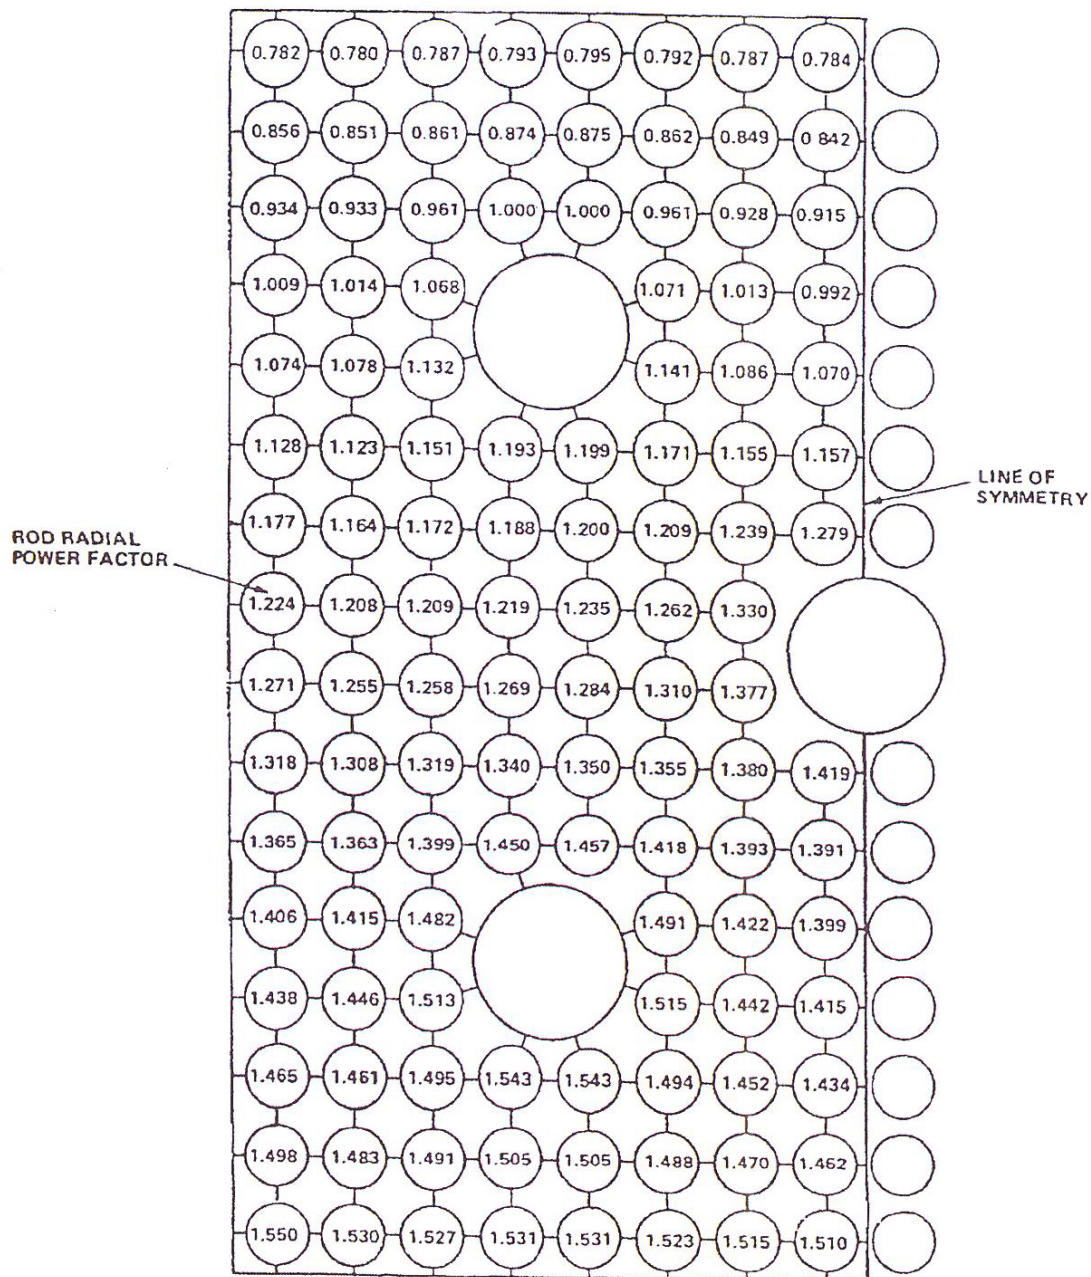 0.782 0.780 0.787 0.793 0.795 0.792 0.787 0.784
0.856 0.851 0.861 0.874 0.875 0.862 0.849 0 842
0.934 0.933 0.961 1.000 1.000 0.961 0.928 0.915
1.009 1.014 1.068 1.071 1.013 0.992
1.074 1.078 1.132 1.141 1.086 1.070
1.128 1.123 1.151 1.193 1.199 1.171 1.155 1.157
LINE OF
SYMMETRY
1.177 1.164 1.172 1.188 1.200 1.209 1.239 1.279
ROD RADIAL
POWER FACTOR
1.224 1.208 1.209 1.219 1.235 1.262 1.330
1.271 1.255 1.258 1.269 1.284 1.310 1.377
1.318 1.308 1.319 1.340 1.350 1.355 1.380 1.419
1.365 1.363 1.399 1.450 1.457 1.418 1.393 1.391
1.406 1.415 1.482 1.491 1.422 1.399
1.438 1.446 1.513 1.515 1.442 1.415
1.465 1.461 1.495 1.543 1.543 1.494 1.452 1.434
1.498 1.483 1.491 1.505 1.505 1.488 1.470 1.462
1.550 1.530 1.527 1.531 1.531 1.523 1.515 1.510